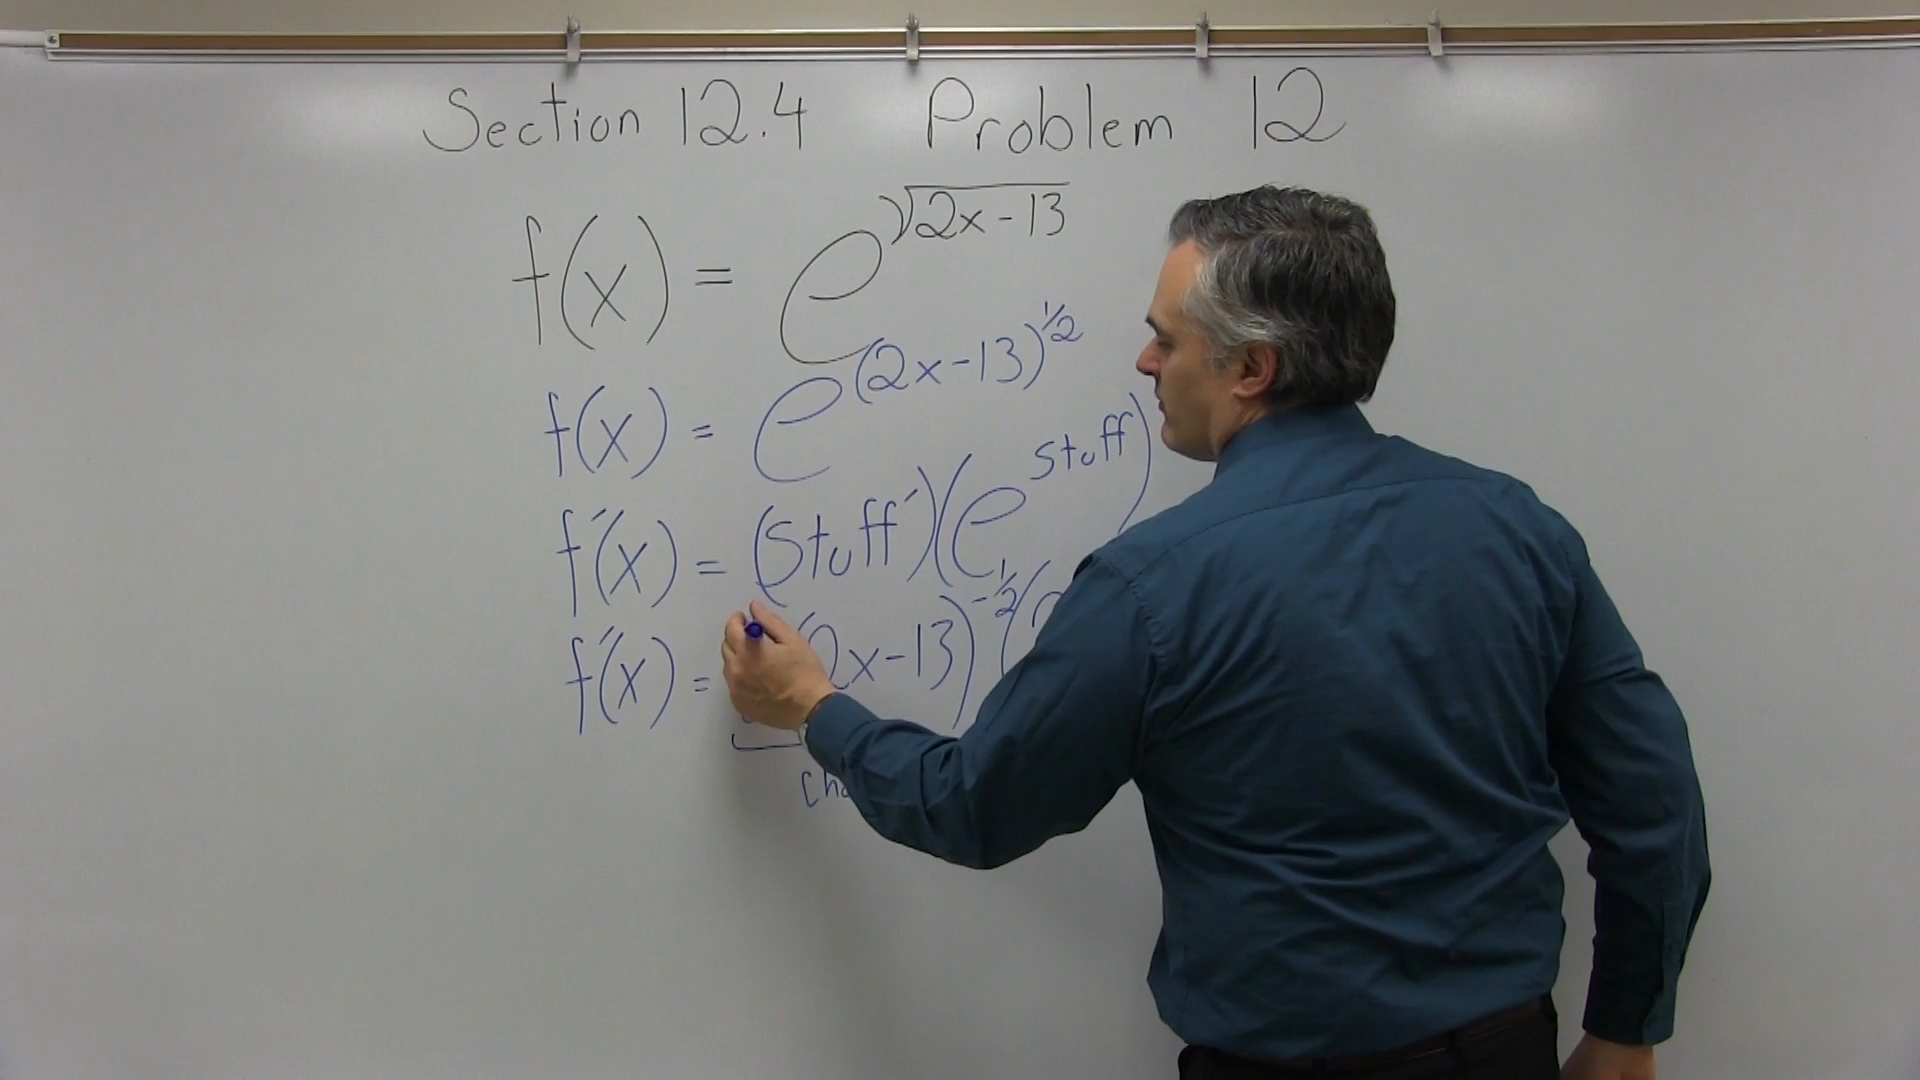 Section 12.4 Problem 12
f(x) = e^√(2x-13)
f(x) = e^(2x-13)^1/2
f'(x) = (Stuff')(e^stuff)
f'(x) = 2x-13)^-1/2(